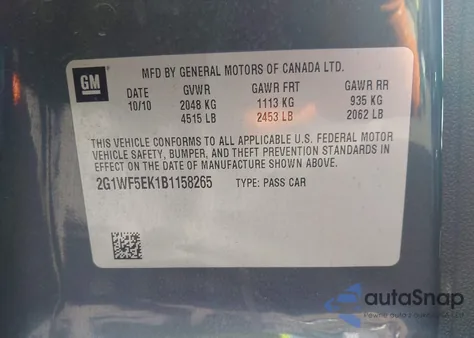 GM
MFD BY GENERAL MOTORS OF CANADA LTD.
DATE GVWR GAWR FRT GAWR RR
10/10 2048 KG 1113 KG 935 KG
4515 LB 2453 LB 2062 LB
THIS VEHICLE CONFORMS TO ALL APPLICABLE U.S. FEDERAL MOTOR
VEHICLE SAFETY, BUMPER, AND THEFT PREVENTION STANDARDS IN
EFFECT ON THE DATE OF MANUFACTURE SHOWN ABOVE.
2G1WF5EK1B1158265 TYPE: PASS CAR
autoSnap
Pewne auta z